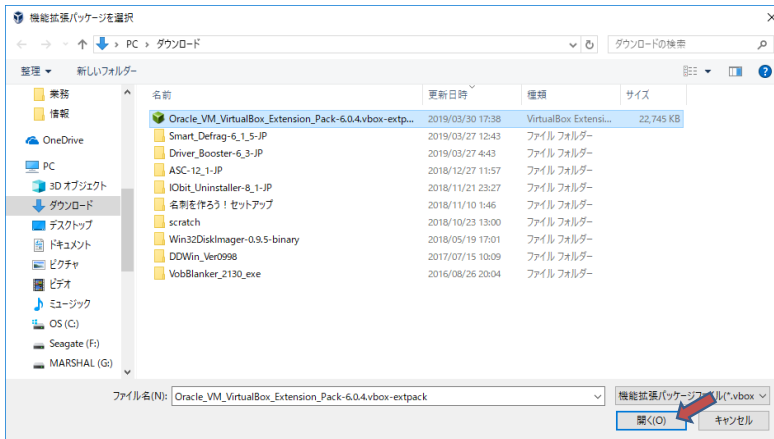 機能拡張パッケージを選択
PC › ダウンロード
ダウンロードの検索
整理 新しいフォルダー
業務
情報
OneDrive
PC
3D オブジェクト
ダウンロード
デスクトップ
ドキュメント
ピクチャ
ビデオ
ミュージック
OS (C:)
Seagate (F:)
MARSHAL (G:)
名前 更新日時 種類 サイズ
Oracle_VM_VirtualBox_Extension_Pack-6.0.4.vbox-extp... 2019/03/30 17:38 VirtualBox Extensi... 22,745 KB
Smart_Defrag-6_1_5-JP 2019/03/27 12:43 ファイル フォルダー
Driver_Booster-6_3-JP 2019/03/27 4:43 ファイル フォルダー
ASC-12_1-JP 2018/12/27 11:57 ファイル フォルダー
IObit_Uninstaller-8_1-JP 2018/11/21 23:27 ファイル フォルダー
名刺を作ろう！セットアップ 2018/11/10 1:46 ファイル フォルダー
scratch 2018/10/23 13:00 ファイル フォルダー
Win32DiskImager-0.9.5-binary 2018/05/19 17:01 ファイル フォルダー
DDWin_Ver0998 2017/07/15 10:09 ファイル フォルダー
VobBlanker_2130_exe 2016/08/26 20:04 ファイル フォルダー
ファイル名(N): Oracle_VM_VirtualBox_Extension_Pack-6.0.4.vbox-extpack
機能拡張パッケージファイル(*.vbox
開く(O) キャンセル